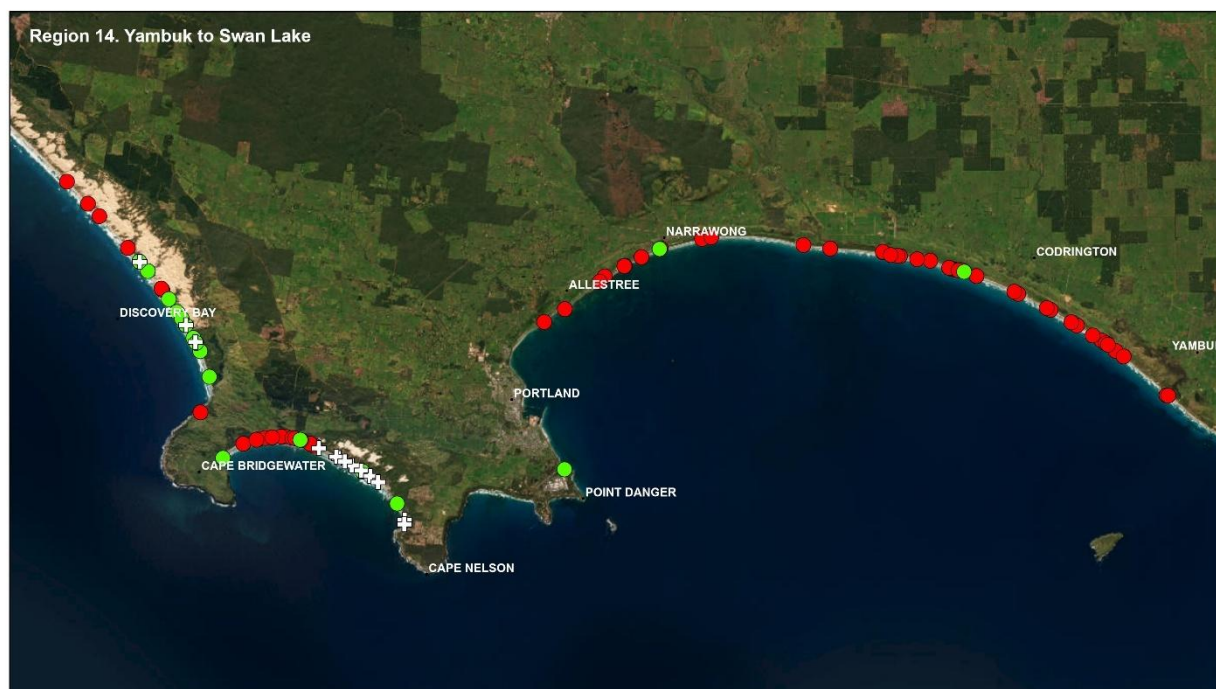 Region 14. Yambuk to Swan Lake
NARRAWONG
CODRINGTON
ALLESTREE
DISCOVERY BAY
YAMBU
PORTLAND
CAPE BRIDGEWATER
POINT DANGER
CAPE NELSON